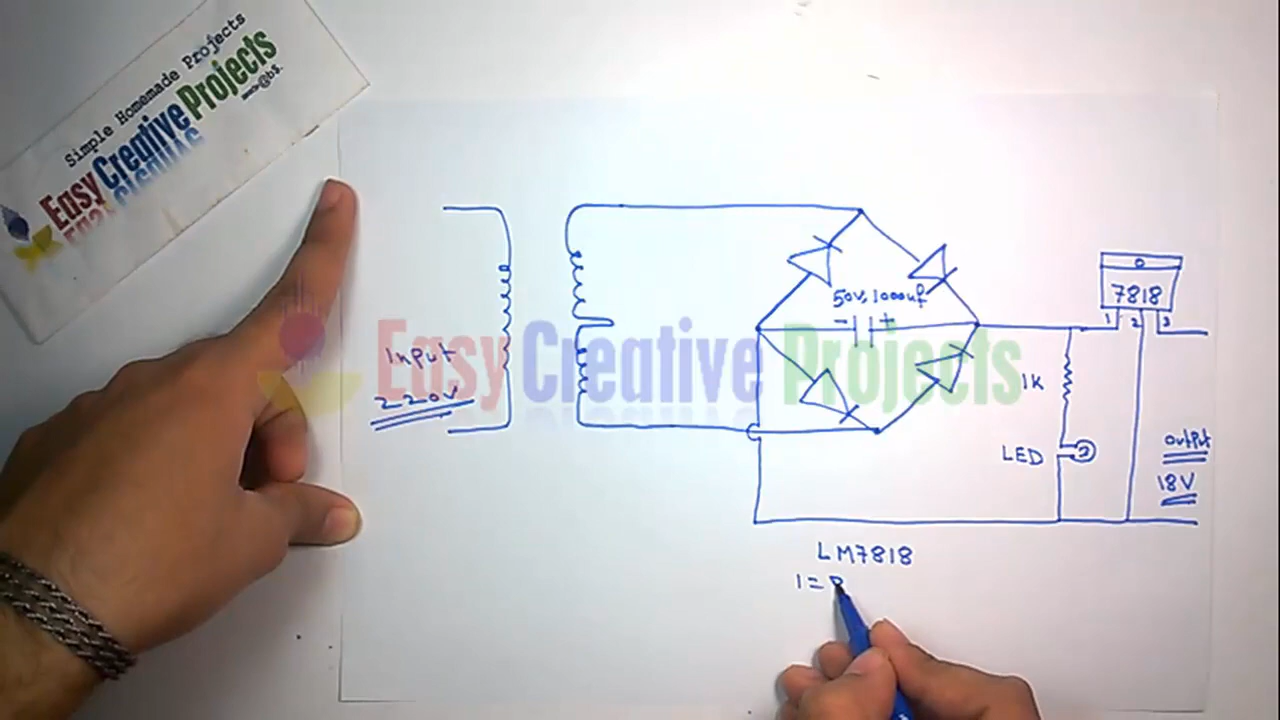 Simple Homemade Projects
Easy Creative Projects
Easy Creative Projects
50V, 1000uf
- +
7818
1 2 3
Input
220V
1K
LED
output
18V
LM7818
1 =